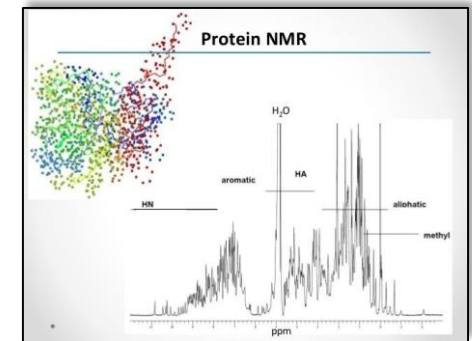 Protein NMR
H₂O
HA
aromatic
HN
aliphatic
methyl
ppm